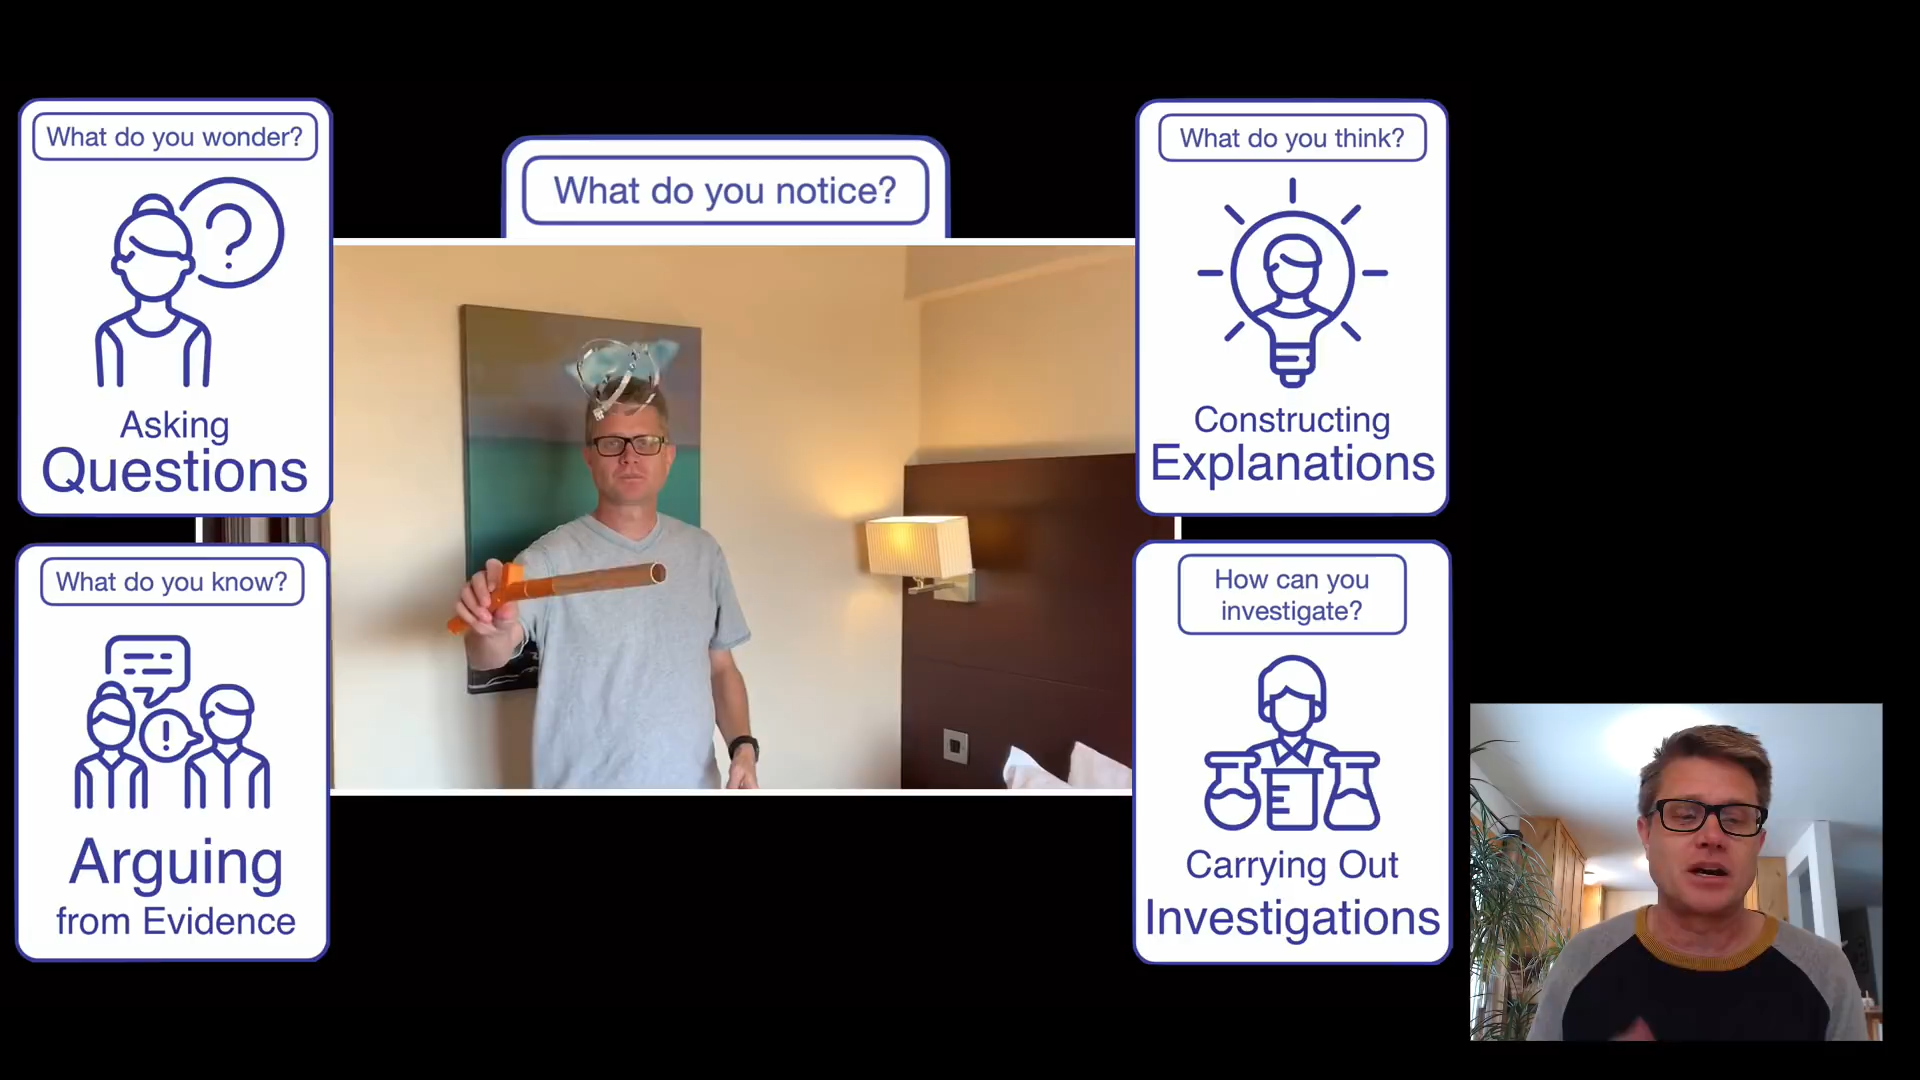 What do you wonder?
Asking
Questions
What do you notice?
What do you think?
Constructing
Explanations
What do you know?
Arguing
from Evidence
How can you
investigate?
Carrying Out
Investigations